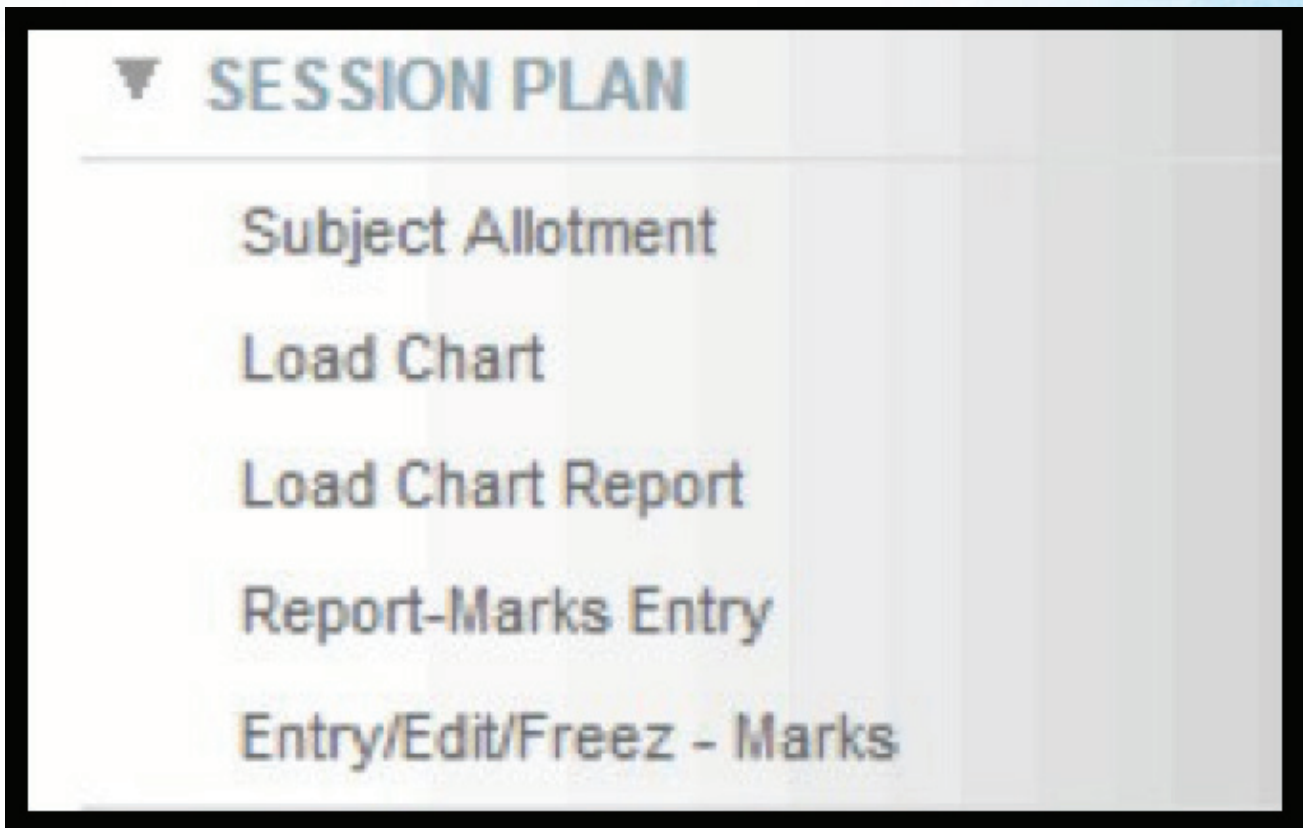 SESSION PLAN
Subject Allotment
Load Chart
Load Chart Report
Report-Marks Entry
Entry/Edit/Freez - Marks